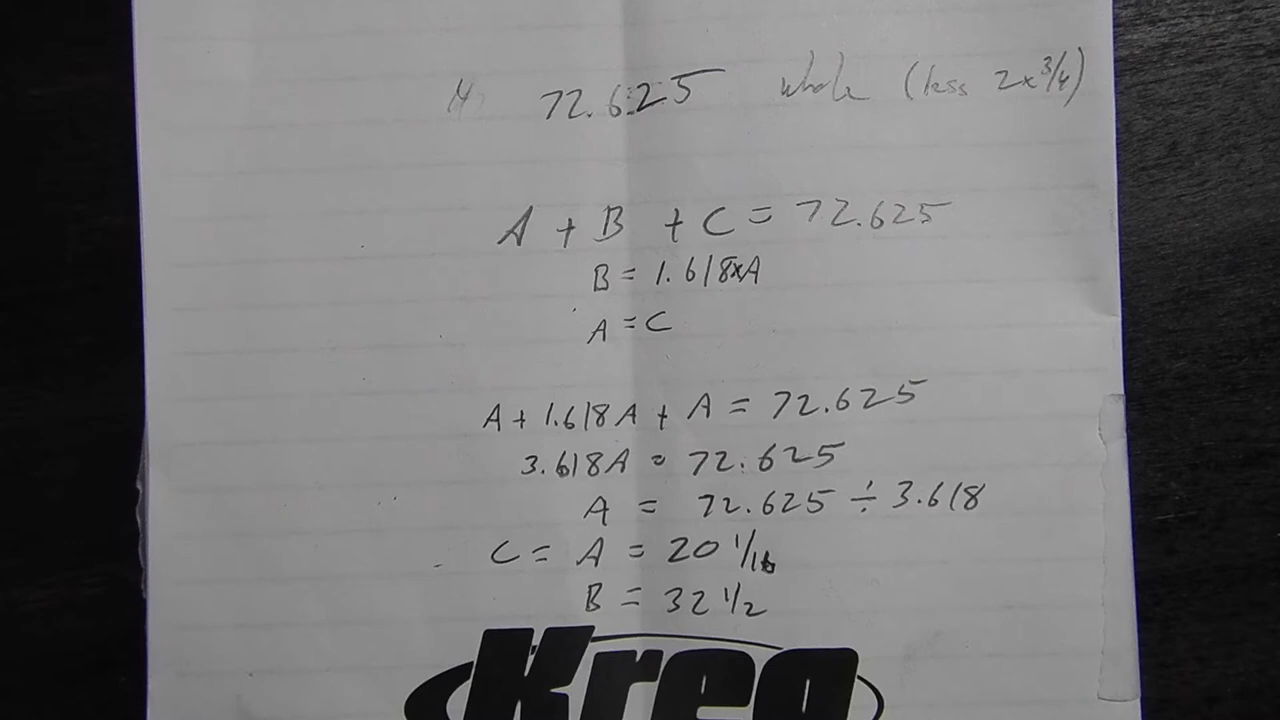 72.625 whole (less 2x3/4)
A + B + C = 72.625
B = 1.618xA
A = C
A + 1.618A + A = 72.625
3.618A = 72.625
A = 72.625 ÷ 3.618
C = A = 20 1/16
B = 32 1/2
Kreg